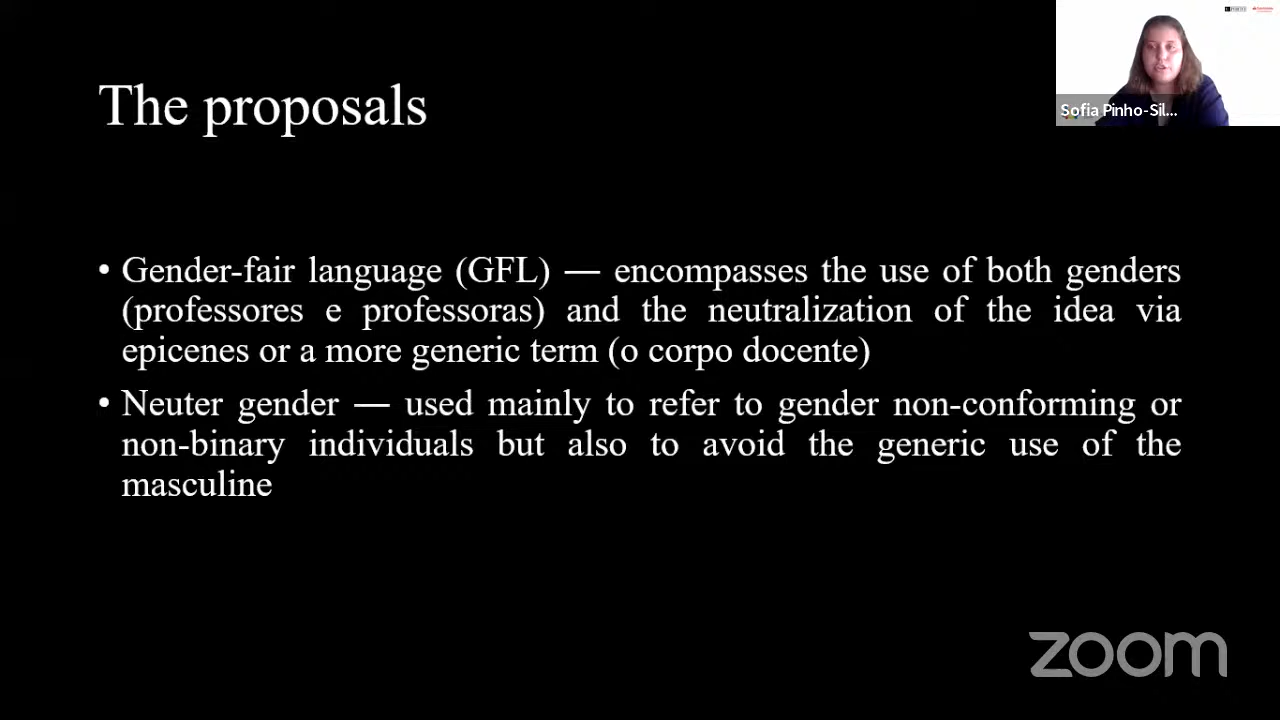 The proposals
Sofia Pinho-Sil...
• Gender-fair language (GFL) — encompasses the use of both genders
(professores e professoras) and the neutralization of the idea via
epicenes or a more generic term (o corpo docente)
• Neuter gender — used mainly to refer to gender non-conforming or
non-binary individuals but also to avoid the generic use of the
masculine
zoom